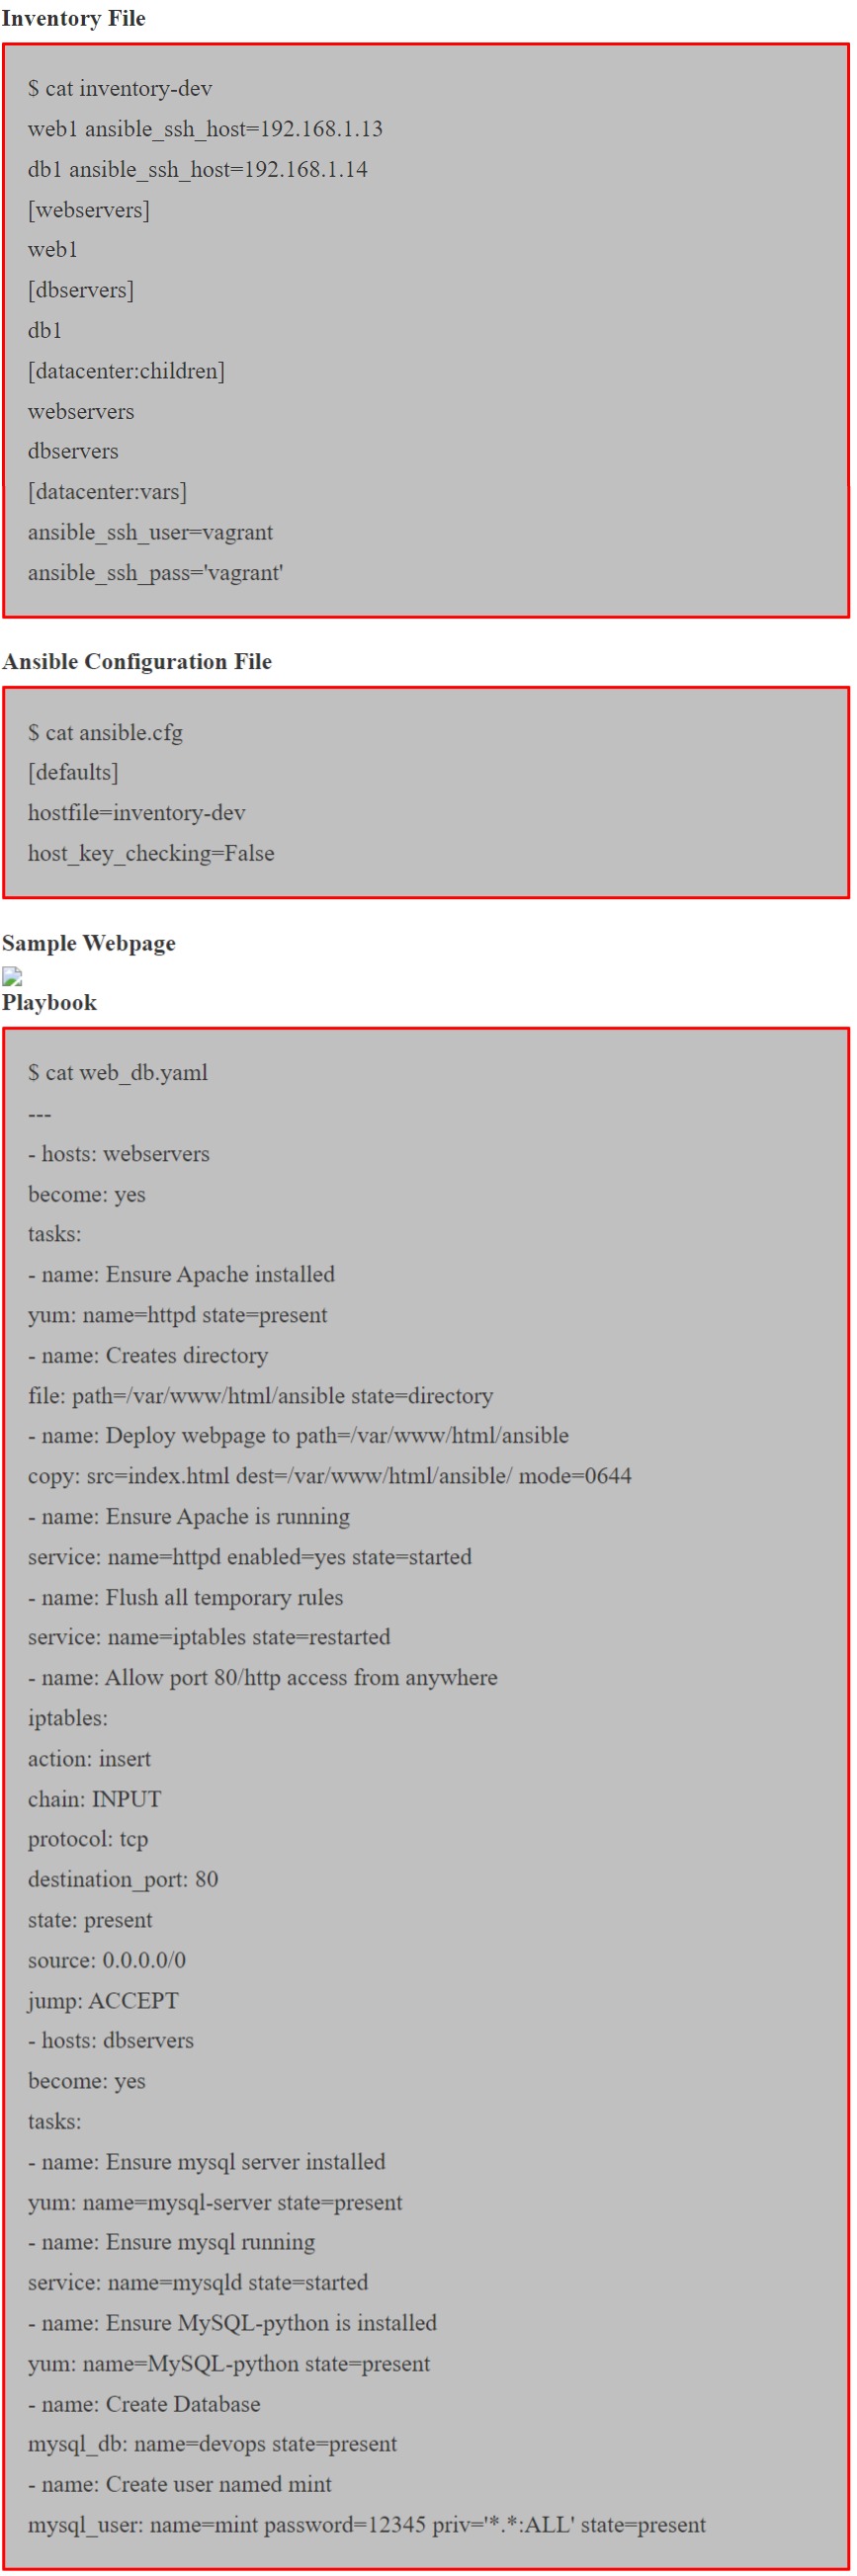 Inventory File
$ cat inventory-dev
web1 ansible_ssh_host=192.168.1.13
db1 ansible_ssh_host=192.168.1.14
[webservers]
web1
[dbservers]
db1
[datacenter:children]
webservers
dbservers
[datacenter:vars]
ansible_ssh_user=vagrant
ansible_ssh_pass='vagrant'
Ansible Configuration File
$ cat ansible.cfg
[defaults]
hostfile=inventory-dev
host_key_checking=False
Sample Webpage
Playbook
$ cat web_db.yaml
---
- hosts: webservers
become: yes
tasks:
- name: Ensure Apache installed
yum: name=httpd state=present
- name: Creates directory
file: path=/var/www/html/ansible state=directory
- name: Deploy webpage to path=/var/www/html/ansible
copy: src=index.html dest=/var/www/html/ansible/ mode=0644
- name: Ensure Apache is running
service: name=httpd enabled=yes state=started
- name: Flush all temporary rules
service: name=iptables state=restarted
- name: Allow port 80/http access from anywhere
iptables:
action: insert
chain: INPUT
protocol: tcp
destination_port: 80
state: present
source: 0.0.0.0/0
jump: ACCEPT
- hosts: dbservers
become: yes
tasks:
- name: Ensure mysql server installed
yum: name=mysql-server state=present
- name: Ensure mysql running
service: name=mysqld state=started
- name: Ensure MySQL-python is installed
yum: name=MySQL-python state=present
- name: Create Database
mysql_db: name=devops state=present
- name: Create user named mint
mysql_user: name=mint password=12345 priv='*.*:ALL' state=present